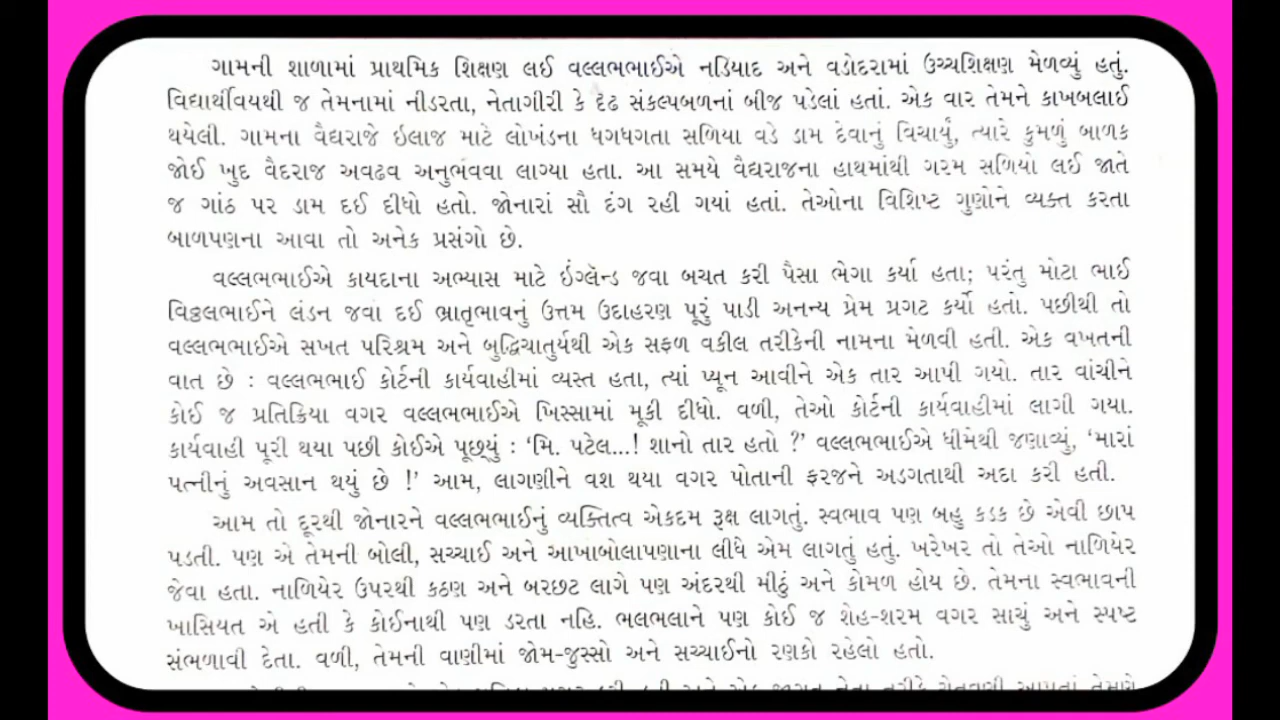 ગામની શાળામાં પ્રાથમિક શિક્ષણ લઈ વલ્લભભાઈએ નડિયાદ અને વડોદરામાં ઉચ્ચશિક્ષણ મેળવ્યું હતું.
વિદ્યાર્થીવયથી જ તેમનામાં નીડરતા, નેતાગીરી કે દૃઢ સંકલ્પબળનાં બીજ પડેલાં હતાં. એક વાર તેમને કાખબલાઈ
થયેલી. ગામના વૈદ્યરાજે ઇલાજ માટે લોખંડના ધગધગતા સળિયા વડે ડામ દેવાનું વિચાર્યું, ત્યારે કુમળું બાળક
જોઈ ખુદ વૈદરાજ અવઢવ અનુભવવા લાગ્યા હતા. આ સમયે વૈદ્યરાજના હાથમાંથી ગરમ સળિયો લઈ જાતે
જ ગાંઠ પર ડામ દઈ દીધો હતો. જોનારાં સૌ દંગ રહી ગયાં હતાં. તેઓના વિશિષ્ટ ગુણોને વ્યક્ત કરતા
બાળપણના આવા તો અનેક પ્રસંગો છે.
વલ્લભભાઈએ કાયદાના અભ્યાસ માટે ઇંગ્લૅન્ડ જવા બચત કરી પૈસા ભેગા કર્યા હતા; પરંતુ મોટા ભાઈ
વિઠ્ઠલભાઈને લંડન જવા દઈ ભ્રાતૃભાવનું ઉત્તમ ઉદાહરણ પૂરું પાડી અનન્ય પ્રેમ પ્રગટ કર્યો હતો. પછીથી તો
વલ્લભભાઈએ સખત પરિશ્રમ અને બુદ્ધિચાતુર્યથી એક સફળ વકીલ તરીકેની નામના મેળવી હતી. એક વખતની
વાત છે : વલ્લભભાઈ કોર્ટની કાર્યવાહીમાં વ્યસ્ત હતા, ત્યાં પ્યૂન આવીને એક તાર આપી ગયો. તાર વાંચીને
કોઈ જ પ્રતિક્રિયા વગર વલ્લભભાઈએ ખિસ્સામાં મૂકી દીધો. વળી, તેઓ કોર્ટની કાર્યવાહીમાં લાગી ગયા.
કાર્યવાહી પૂરી થયા પછી કોઈએ પૂછ્યું : ‘મિ. પટેલ...! શાનો તાર હતો ?’ વલ્લભભાઈએ ધીમેથી જણાવ્યું, ‘મારાં
પત્નીનું અવસાન થયું છે !’ આમ, લાગણીને વશ થયા વગર પોતાની ફરજને અડગતાથી અદા કરી હતી.
આમ તો દૂરથી જોનારને વલ્લભભાઈનું વ્યક્તિત્વ એકદમ રૂક્ષ લાગતું. સ્વભાવ પણ બહુ કડક છે એવી છાપ
પડતી. પણ એ તેમની બોલી, સચ્ચાઈ અને આખાબોલાપણાના લીધે એમ લાગતું હતું. ખરેખર તો તેઓ નાળિયેર
જેવા હતા. નાળિયેર ઉપરથી કઠણ અને બરછટ લાગે પણ અંદરથી મીઠું અને કોમળ હોય છે. તેમના સ્વભાવની
ખાસિયત એ હતી કે કોઈનાથી પણ ડરતા નહિ. ભલભલાને પણ કોઈ જ શેહ-શરમ વગર સાચું અને સ્પષ્ટ
સંભળાવી દેતા. વળી, તેમની વાણીમાં જોમ-જુસ્સો અને સચ્ચાઈનો રણકો રહેલો હતો.